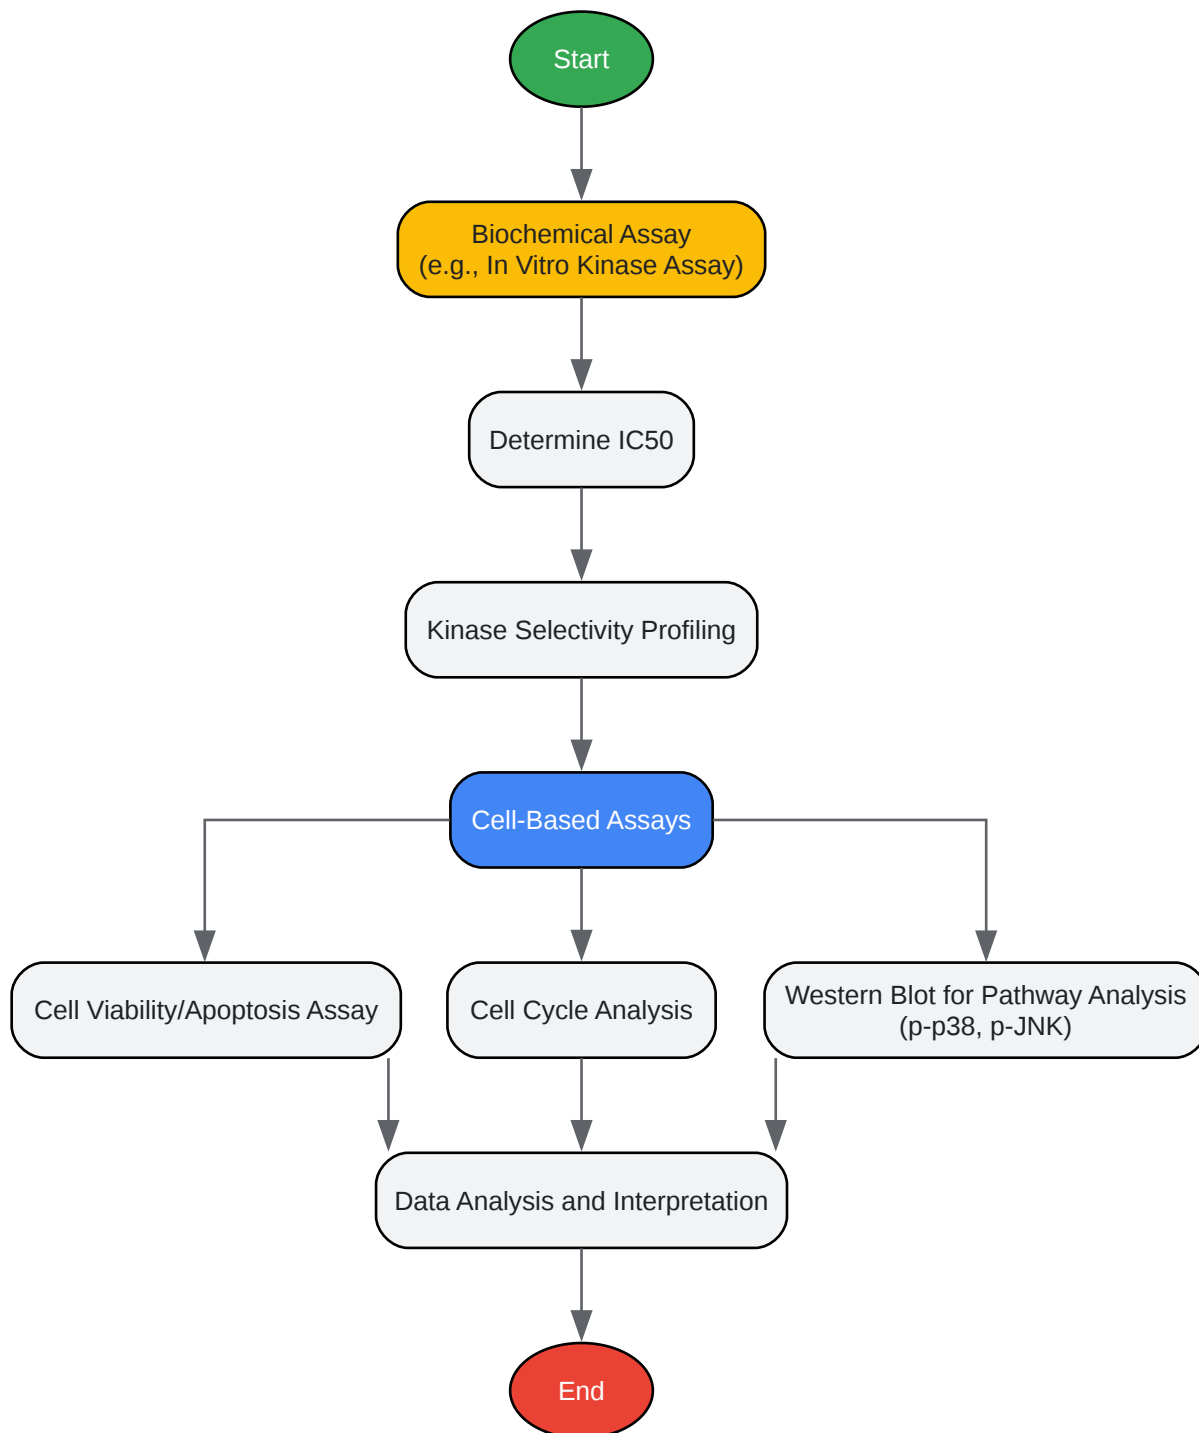 Start
Biochemical Assay
(e.g., In Vitro Kinase Assay)
Determine IC50
Kinase Selectivity Profiling
Cell-Based Assays
Cell Viability/Apoptosis Assay
Cell Cycle Analysis
Western Blot for Pathway Analysis
(p-p38, p-JNK)
Data Analysis and Interpretation
End